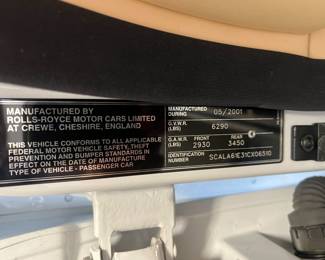 MANUFACTURED BY
ROLLS-ROYCE MOTOR CARS LIMITED
AT CREWE, CHESHIRE, ENGLAND
THIS VEHICLE CONFORMS TO ALL APPLICABLE
FEDERAL MOTOR VEHICLE SAFETY, THEFT
PREVENTION AND BUMPER STANDARDS IN
EFFECT ON THE DATE OF MANUFACTURE
TYPE OF VEHICLE - PASSENGER CAR
MANUFACTURED DURING 05/2001
G.V.W.R. (LBS) 6290
G.A.W.R. (LBS) FRONT 2930 REAR 3450
IDENTIFICATION NUMBER SCALA61E31CX06510